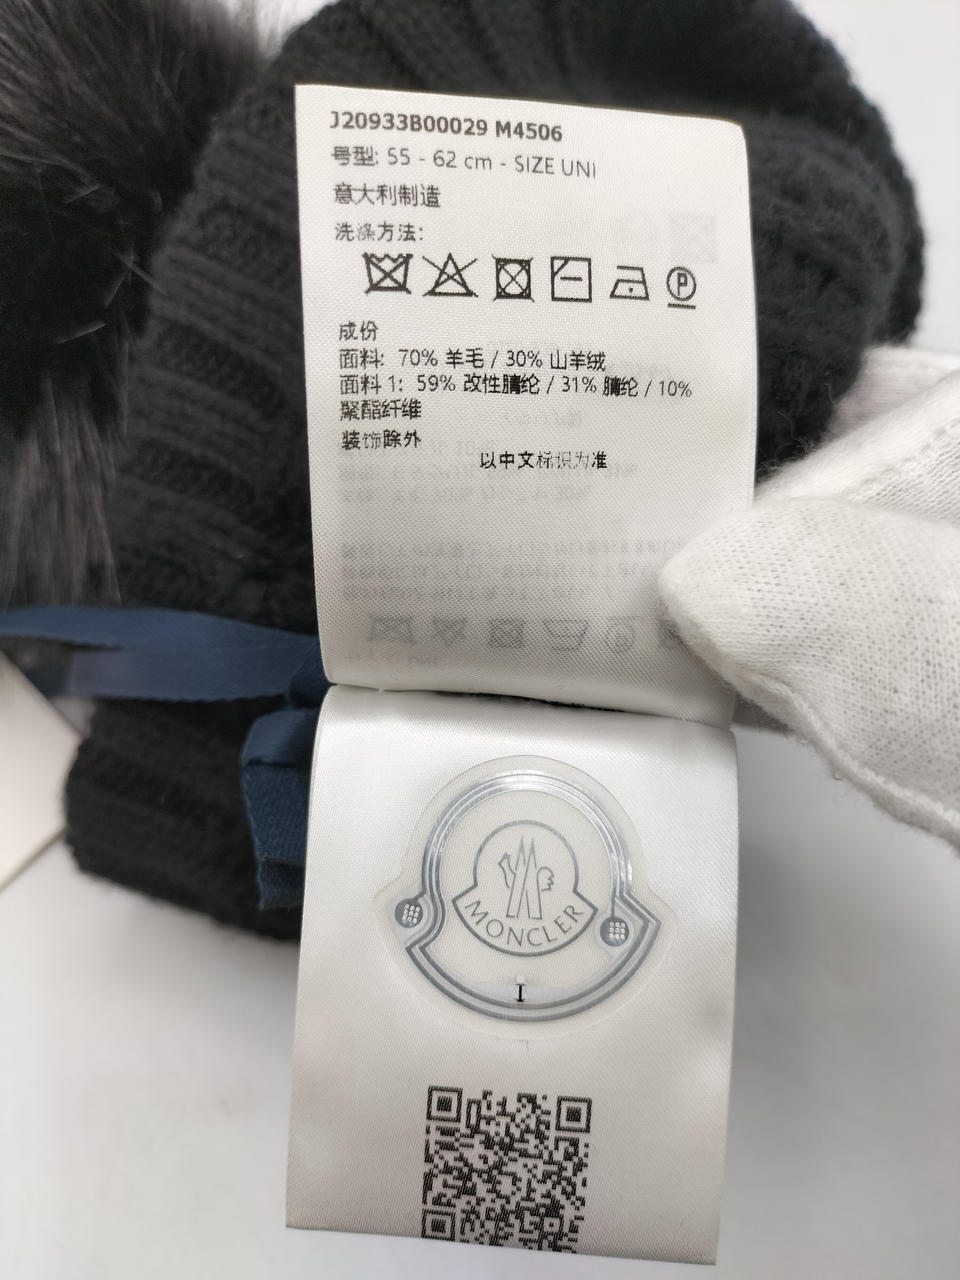 J20933B00029 M4506
号型: 55 - 62 cm - SIZE UNI
意大利制造
洗涤方法:
P
成份
面料: 70% 羊毛 / 30% 山羊绒
面料 1: 59% 改性腈纶 / 31% 腈纶 / 10%
聚酯纤维
装饰除外
以中文标识为准
MONCLER
I